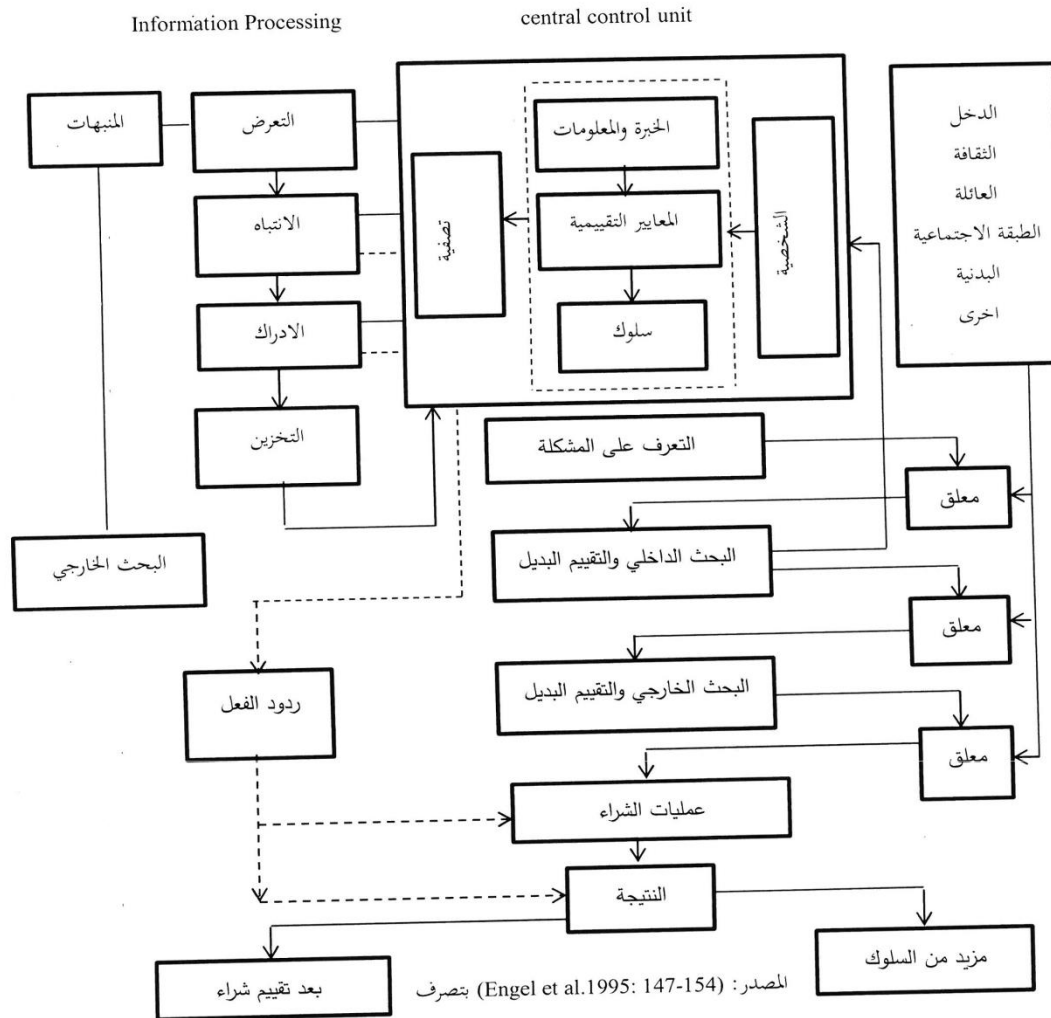 Information Processing
central control unit
المنبهات
التعرض
الخبرة والمعلومات
الدخل
الثقافة
العائلة
الطبقة الاجتماعية
البدنية
اخرى
الانتباه
تصفية
المعايير التقييمية
الشخصية
الادراك
سلوك
التخزين
التعرف على المشكلة
معلق
البحث الخارجي
البحث الداخلي والتقييم البديل
معلق
ردود الفعل
البحث الخارجي والتقييم البديل
معلق
عمليات الشراء
النتيجة
بعد تقييم شراء
مزيد من السلوك
المصدر: (Engel et al.1995: 147-154) بتصرف